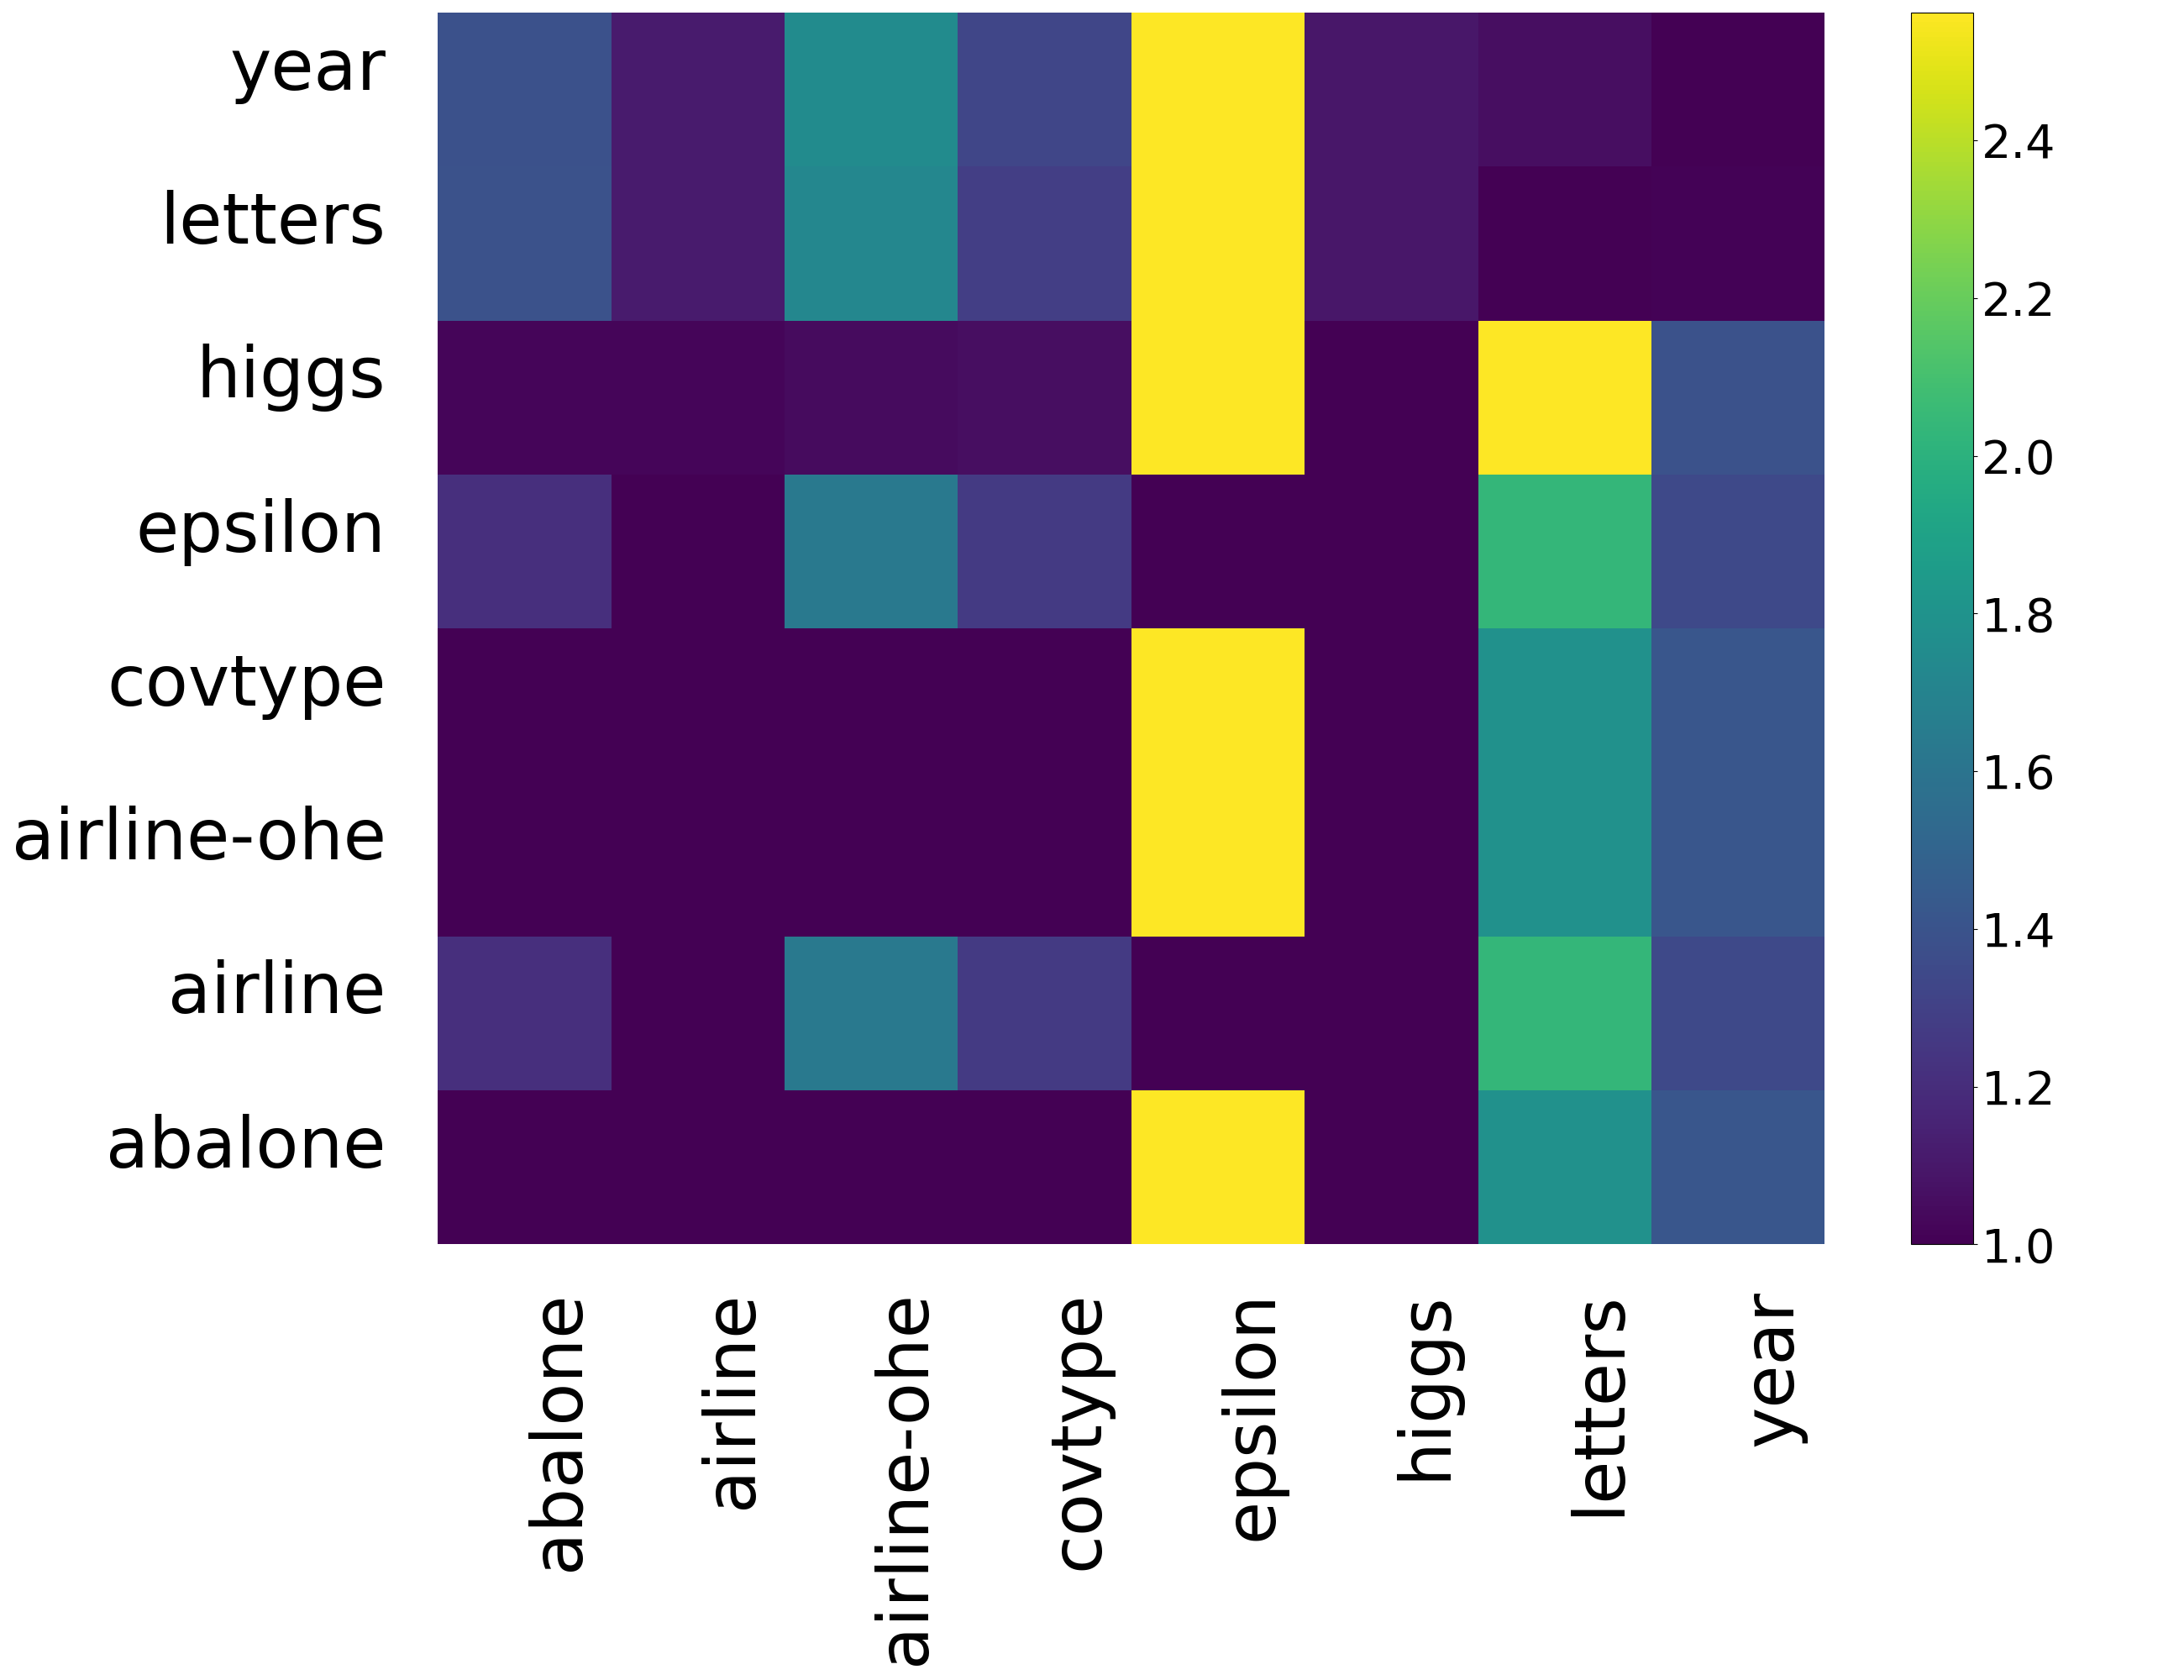 year
letters
higgs
epsilon
covtype
airline-ohe
airline
abalone
abalone
airline
airline-ohe
covtype
epsilon
higgs
letters
year
2.4
2.2
2.0
1.8
1.6
1.4
1.2
1.0